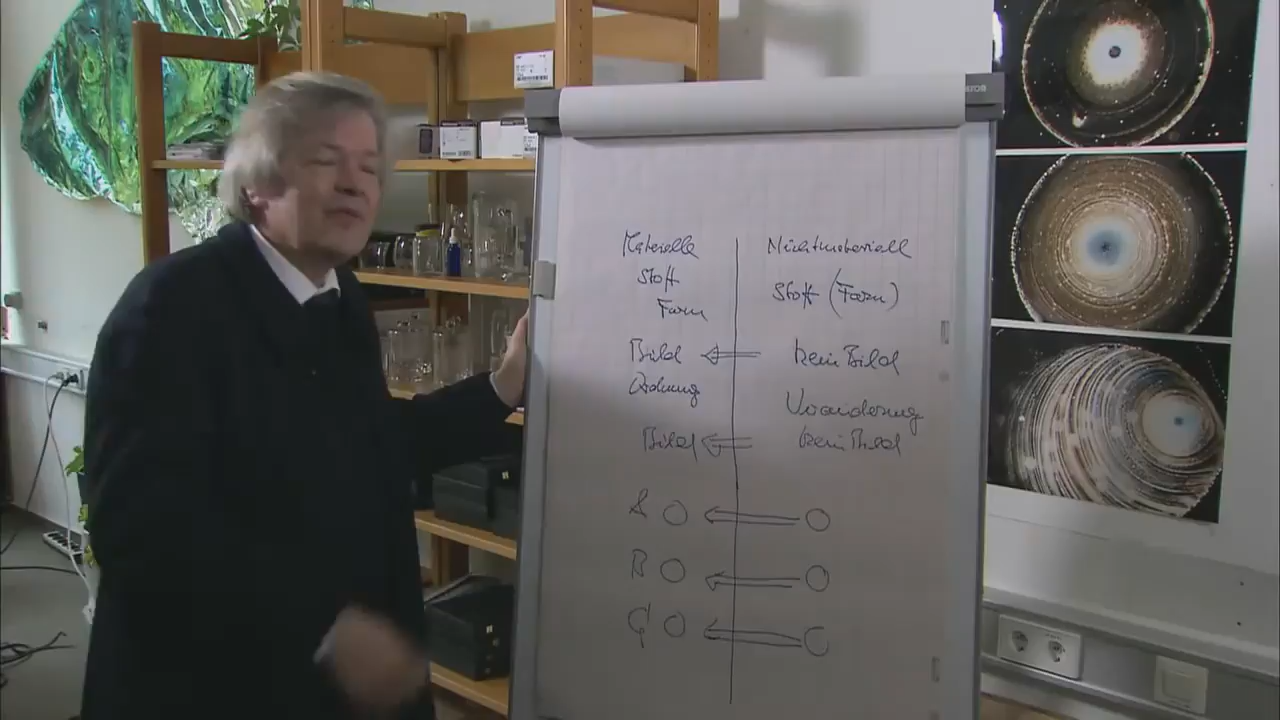 Materielle Nichtmateriell
Stoff Stoff (Form)
Form
Bild ⇐ kein Bild
Ordnung
Veränderung
Bild ⇐ kein Bild
A ○ ⇐ ○
B ○ ⇐ ○
C ○ ⇐ ○